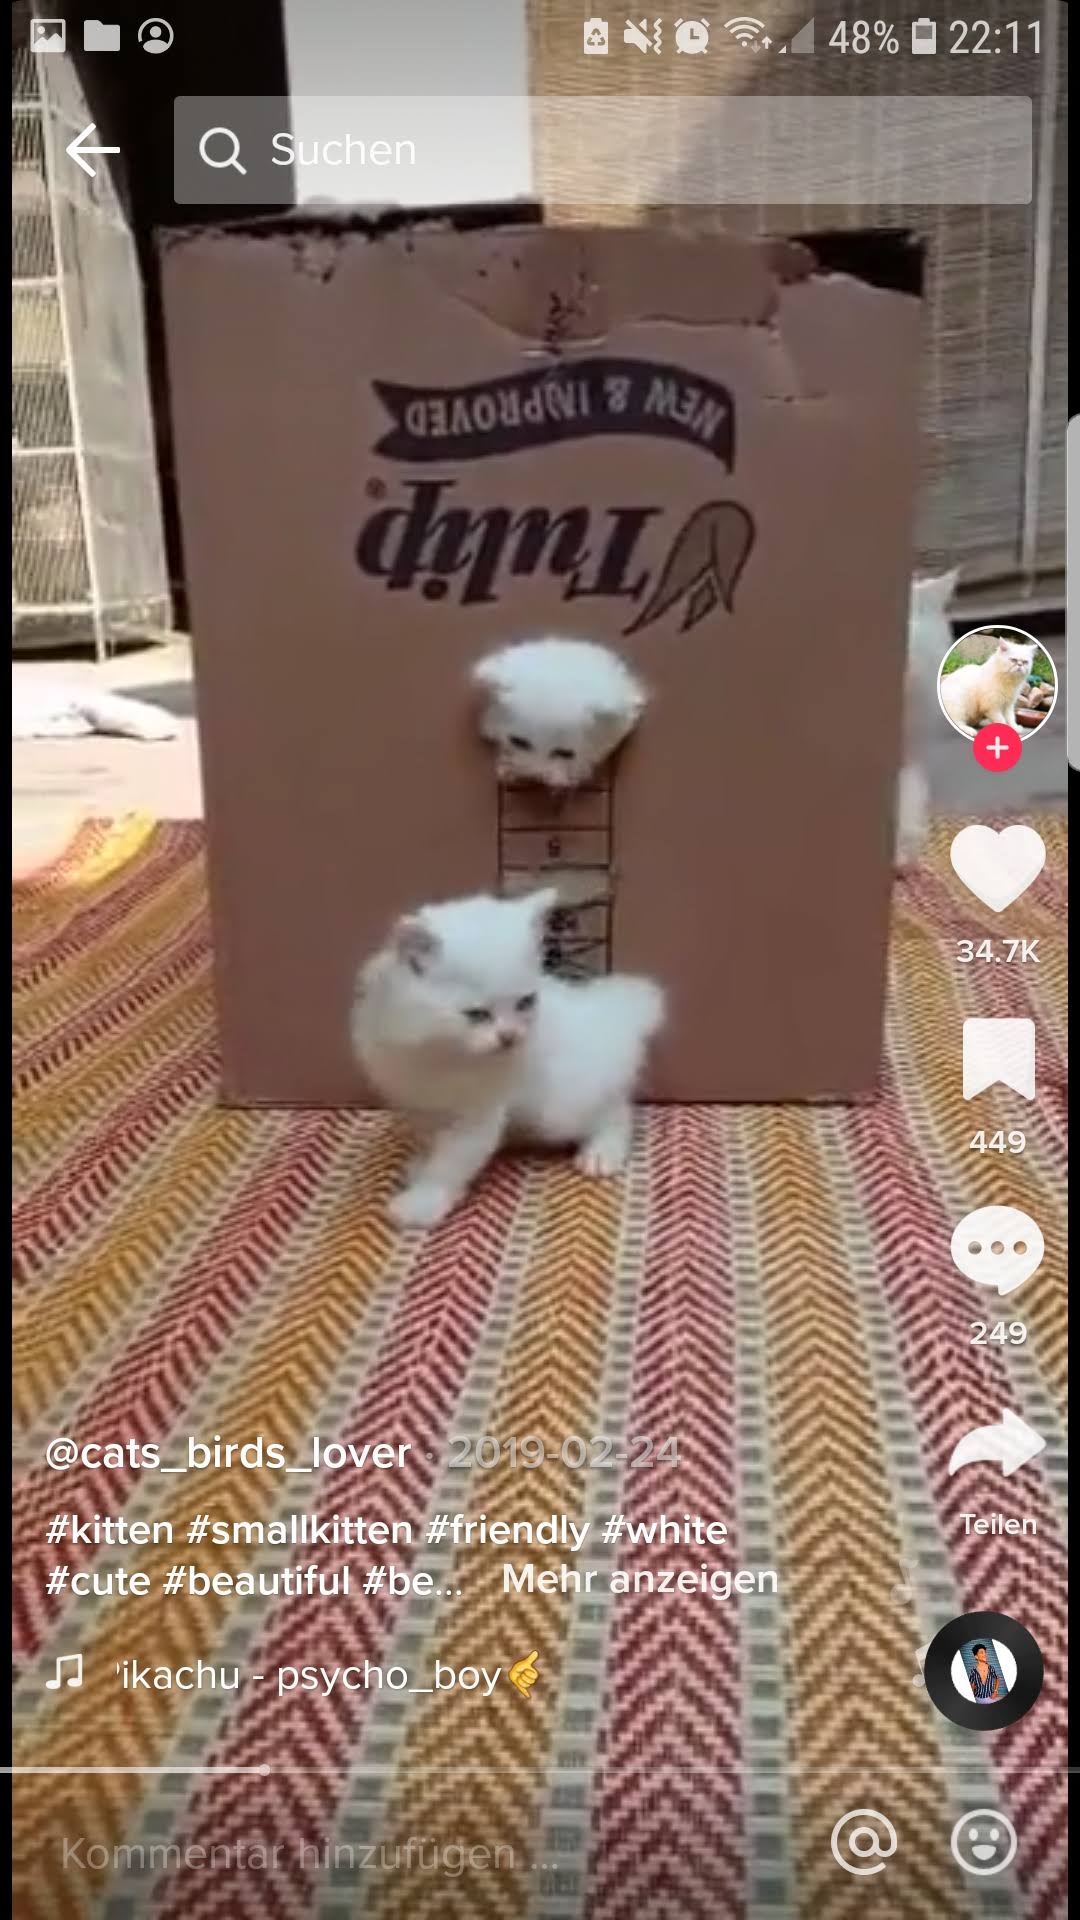 48% 22:11
Suchen
NEW & IMPROVED
Tulip®
5
34.7K
449
249
@cats_birds_lover · 2019-02-24
#kitten #smallkitten #friendly #white
Teilen
#cute #beautiful #be... Mehr anzeigen
ikachu - psycho_boy🤙
Kommentar hinzufügen ...